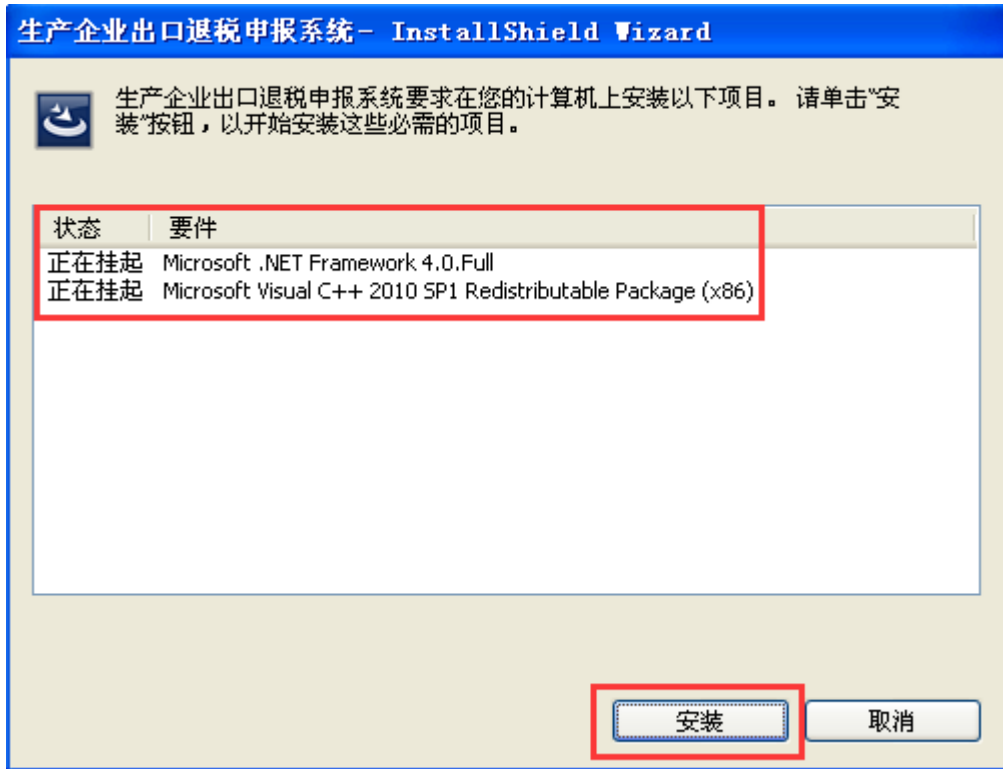 生产企业出口退税申报系统- InstallShield Wizard
生产企业出口退税申报系统要求在您的计算机上安装以下项目。 请单击“安
装”按钮，以开始安装这些必需的项目。
状态 要件
正在挂起 Microsoft .NET Framework 4.0.Full
正在挂起 Microsoft Visual C++ 2010 SP1 Redistributable Package (x86)
安装 取消